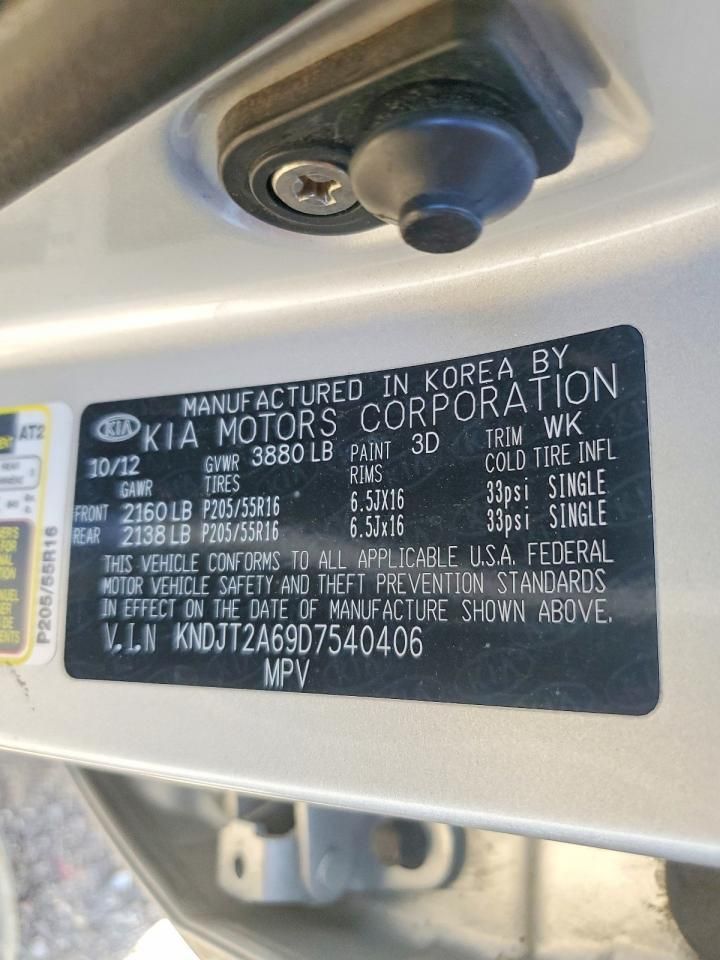 MANUFACTURED IN KOREA BY
KIA KIA MOTORS CORPORATION
10/12 GVWR 3880 LB PAINT 3D TRIM WK
GAWR TIRES RIMS COLD TIRE INFL
FRONT 2160 LB P205/55R16 6.5JX16 33psi SINGLE
REAR 2138 LB P205/55R16 6.5Jx16 33psi SINGLE
THIS VEHICLE CONFORMS TO ALL APPLICABLE U.S.A. FEDERAL
MOTOR VEHICLE SAFETY AND THEFT PREVENTION STANDARDS
IN EFFECT ON THE DATE OF MANUFACTURE SHOWN ABOVE.
V.I.N KNDJT2A69D7540406
MPV
AT2
REAR
P205/55R16